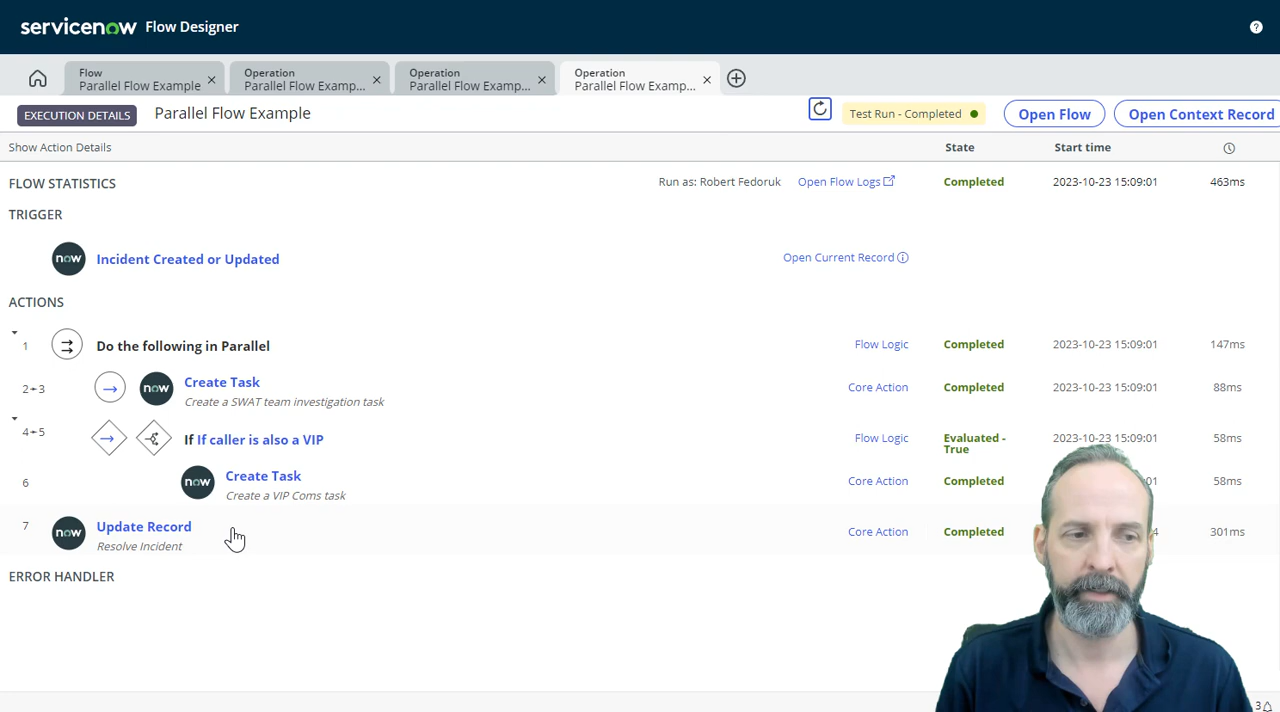 servicenow Flow Designer
Flow
Parallel Flow Example
Operation
Parallel Flow Examp...
Operation
Parallel Flow Examp...
Operation
Parallel Flow Examp...
EXECUTION DETAILS Parallel Flow Example Test Run - Completed Open Flow Open Context Record
Show Action Details State Start time
FLOW STATISTICS Run as: Robert Fedoruk Open Flow Logs Completed 2023-10-23 15:09:01 463ms
TRIGGER
now Incident Created or Updated Open Current Record
ACTIONS
1 Do the following in Parallel Flow Logic Completed 2023-10-23 15:09:01 147ms
2 3 now Create Task Core Action Completed 2023-10-23 15:09:01 88ms
Create a SWAT team investigation task
4 5 If If caller is also a VIP Flow Logic Evaluated - True 2023-10-23 15:09:01 58ms
6 now Create Task Core Action Completed 01 58ms
Create a VIP Coms task
7 now Update Record Core Action Completed 4 301ms
Resolve Incident
ERROR HANDLER
3